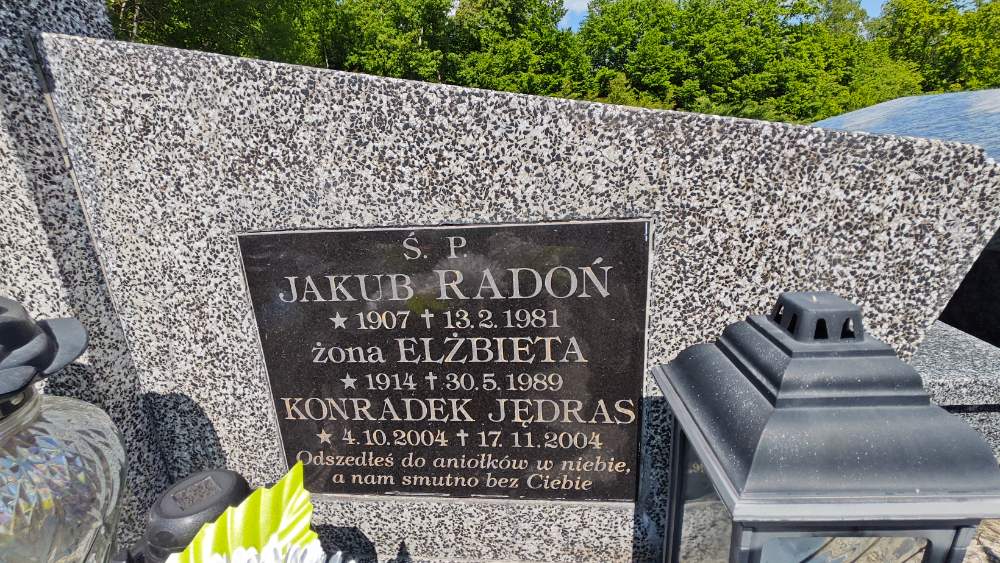 Ś. P.
JAKUB RADOŃ
★ 1907 ✝ 13.2.1981
żona ELŻBIETA
★ 1914 ✝ 30.5.1989
KONRADEK JĘDRAS
★ 4.10.2004 ✝ 17.11.2004
Odszedłeś do aniołków w niebie,
a nam smutno bez Ciebie